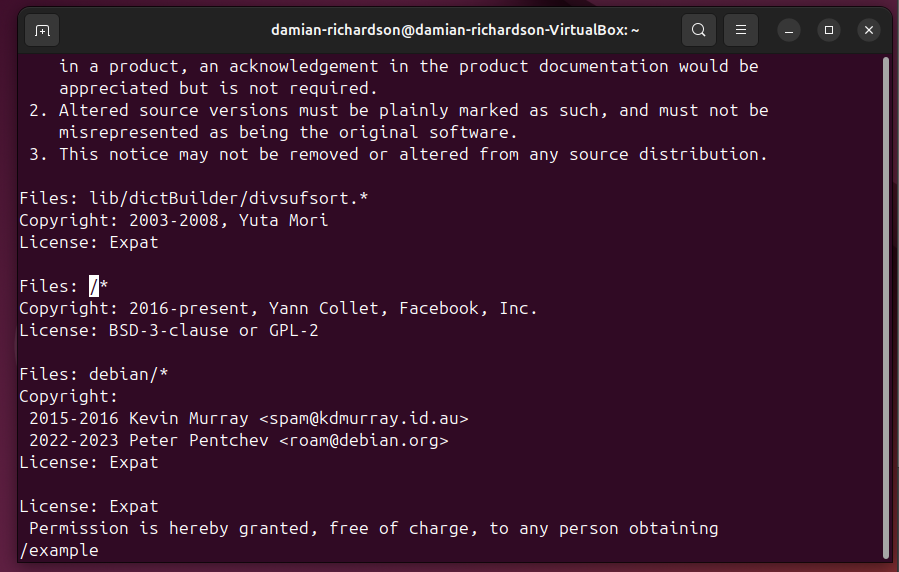 damian-richardson@damian-richardson-VirtualBox: ~
    in a product, an acknowledgement in the product documentation would be
    appreciated but is not required.
 2. Altered source versions must be plainly marked as such, and must not be
    misrepresented as being the original software.
 3. This notice may not be removed or altered from any source distribution.

Files: lib/dictBuilder/divsufsort.*
Copyright: 2003-2008, Yuta Mori
License: Expat

Files: /*
Copyright: 2016-present, Yann Collet, Facebook, Inc.
License: BSD-3-clause or GPL-2

Files: debian/*
Copyright:
 2015-2016 Kevin Murray <spam@kdmurray.id.au>
 2022-2023 Peter Pentchev <roam@debian.org>
License: Expat

License: Expat
 Permission is hereby granted, free of charge, to any person obtaining
/example